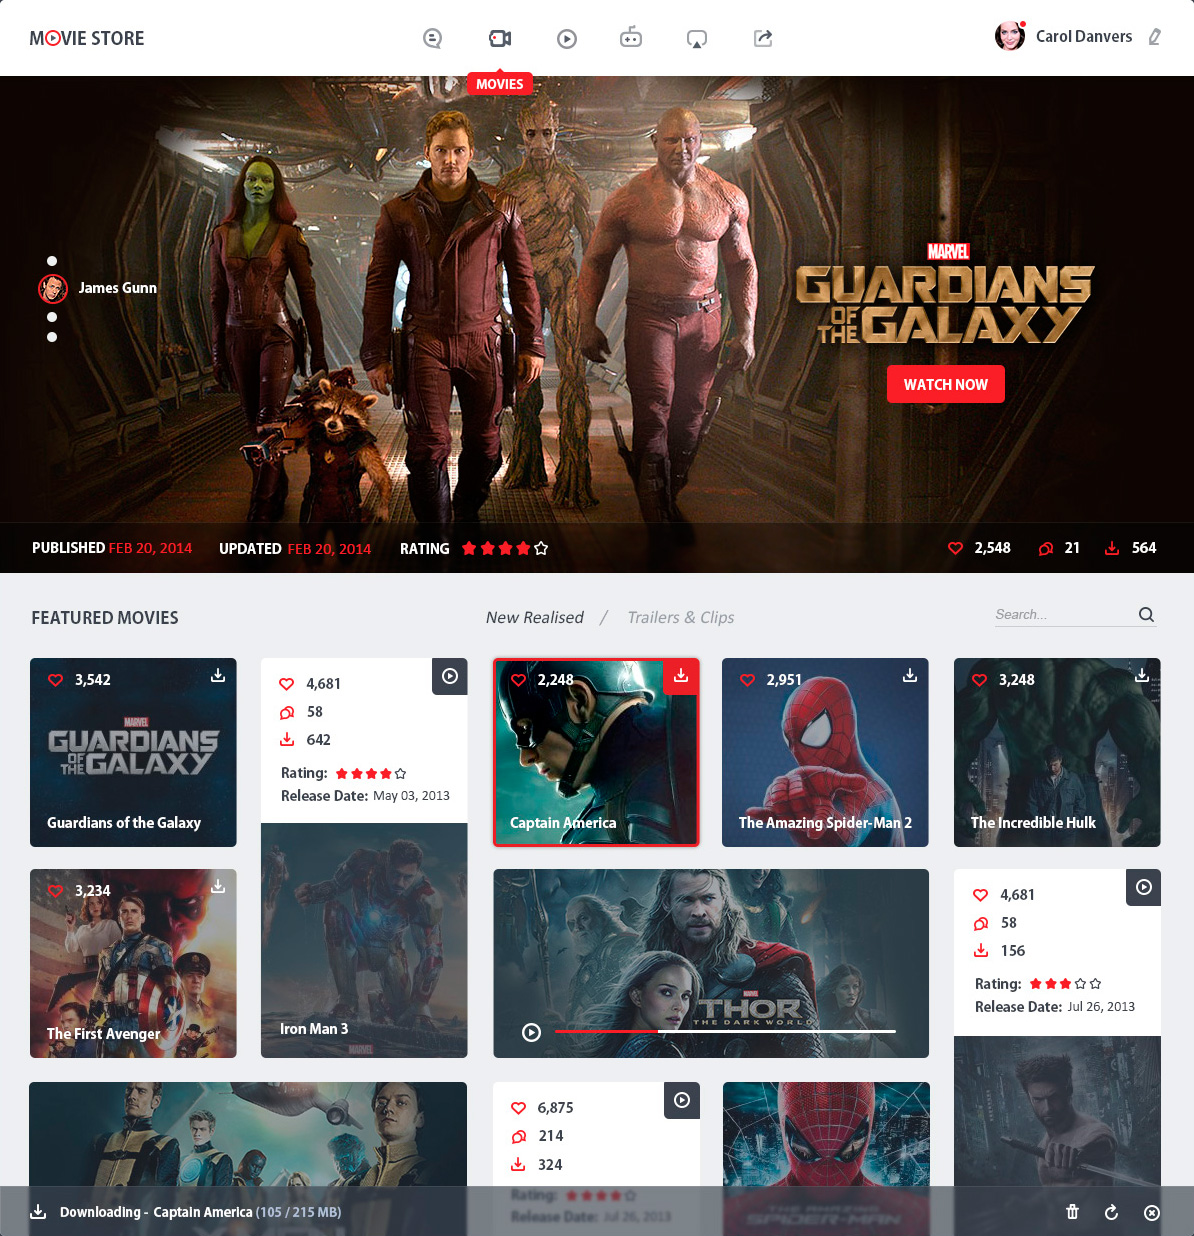 MOVIE STORE
Carol Danvers
MOVIES
James Gunn
MARVEL
GUARDIANS
OF THE GALAXY
WATCH NOW
PUBLISHED FEB 20, 2014 UPDATED FEB 20, 2014 RATING 2,548 21 564
FEATURED MOVIES New Realised / Trailers & Clips Search...
3,542
MARVEL
GUARDIANS
OF THE GALAXY
Guardians of the Galaxy
4,681
58
642
Rating:
Release Date: May 03, 2013
Iron Man 3
MARVEL
2,248
Captain America
2,951
The Amazing Spider-Man 2
3,248
The Incredible Hulk
3,234
The First Avenger
MARVEL
THOR
THE DARK WORLD
4,681
58
156
Rating:
Release Date: Jul 26, 2013
6,875
214
324
Rating:
Release Date: Jul 26, 2013
THE AMAZING
SPIDER-MAN
Downloading - Captain America (105 / 215 MB)